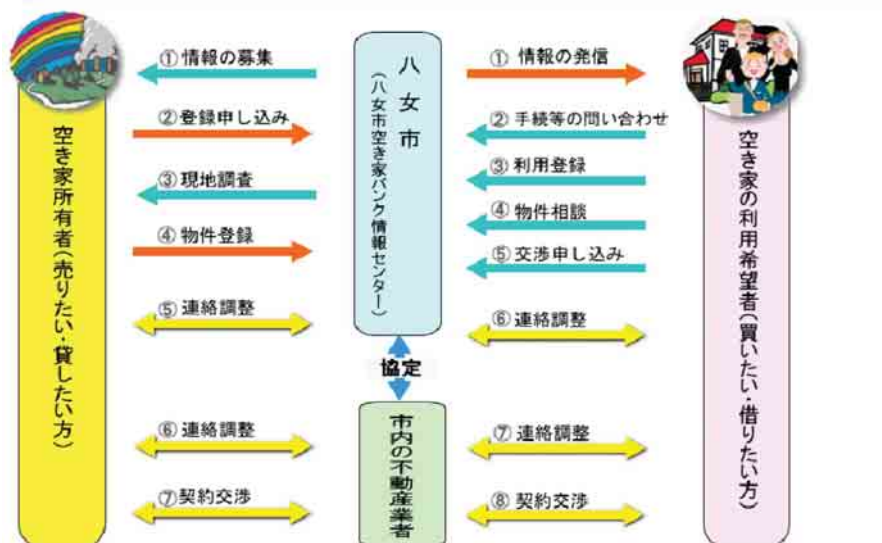 空き家所有者(売りたい・貸したい方)
①情報の募集
②登録申し込み
③現地調査
④物件登録
⑤連絡調整
⑥連絡調整
⑦契約交渉
八女市
(八女市空き家バンク情報センター)
協定
市内の不動産業者
① 情報の発信
② 手続等の問い合わせ
③利用登録
④物件相談
⑤交渉申し込み
⑥連絡調整
⑦ 連絡調整
⑧ 契約交渉
空き家の利用希望者(買いたい・借りたい方)